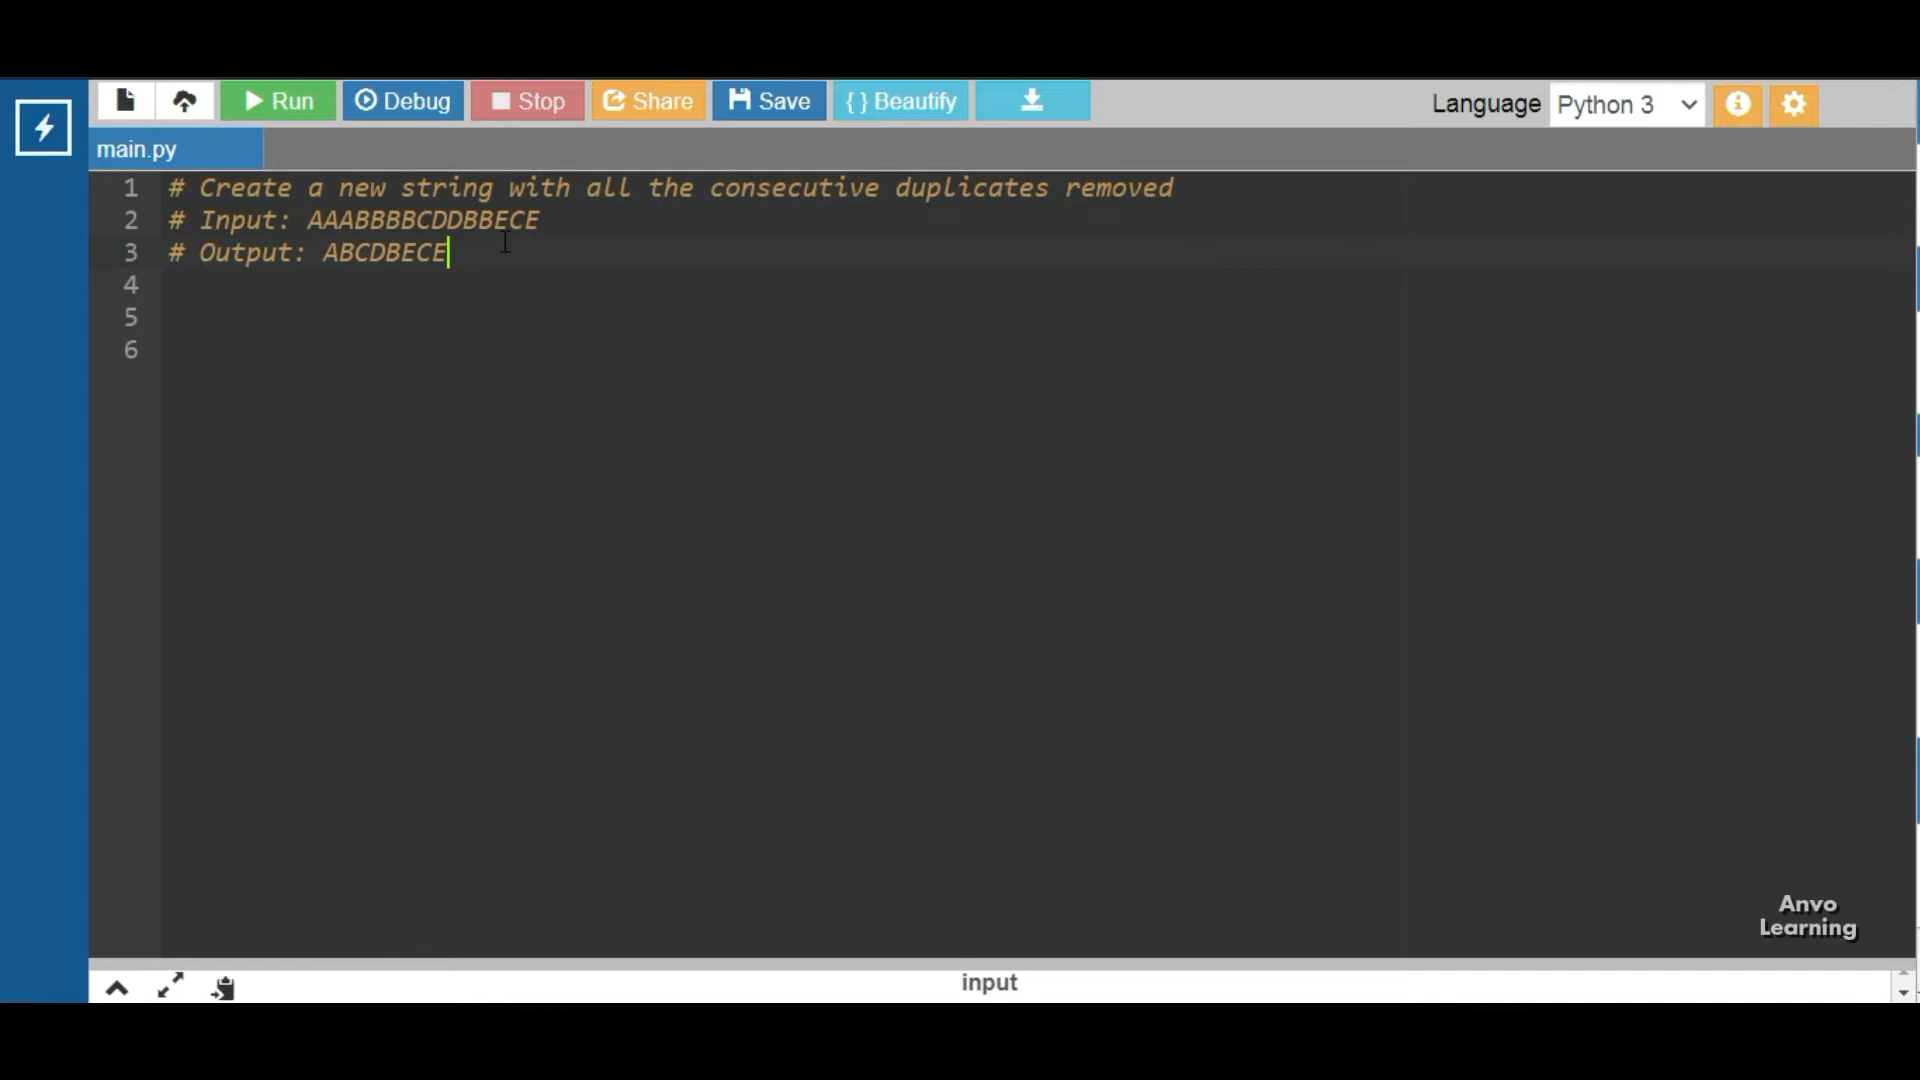 Run Debug Stop Share Save { } Beautify Language Python 3
main.py
1 # Create a new string with all the consecutive duplicates removed
2 # Input: AAABBBBCDDBBECE
3 # Output: ABCDBECE
4
5
6
Anvo
Learning
input